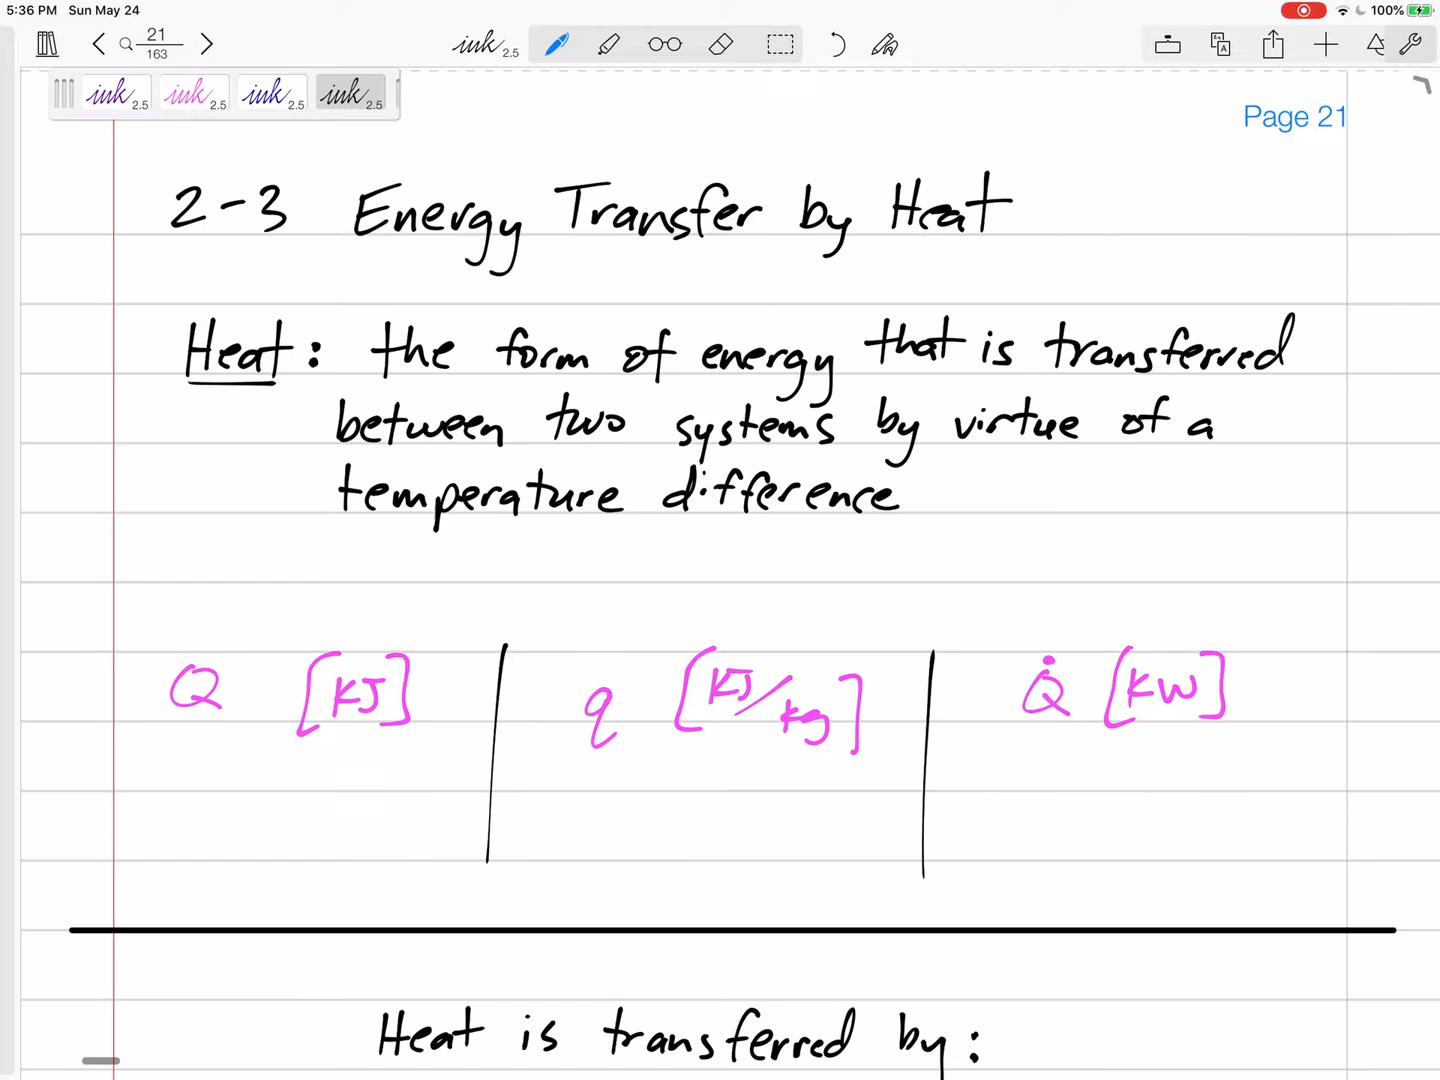 5:36 PM Sun May 24
100%
21
163
ink 2.5
ink 2.5 ink 2.5 ink 2.5 ink 2.5
Page 21
2-3 Energy Transfer by Heat
Heat: the form of energy that is transferred
between two systems by virtue of a
temperature difference
Q [KJ] q [KJ/kg] Q̇ [KW]
Heat is transferred by: